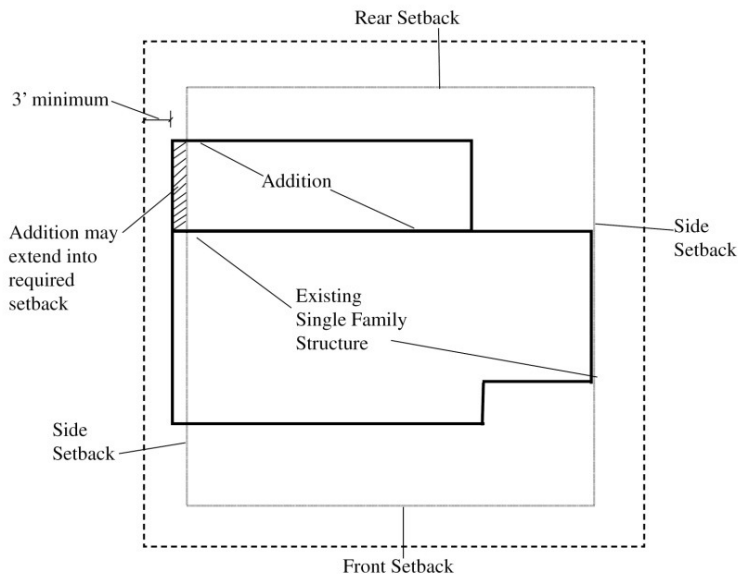 Rear Setback
3’ minimum
Addition
Addition may
extend into
required
setback
Side
Setback
Existing
Single Family
Structure
Side
Setback
Front Setback